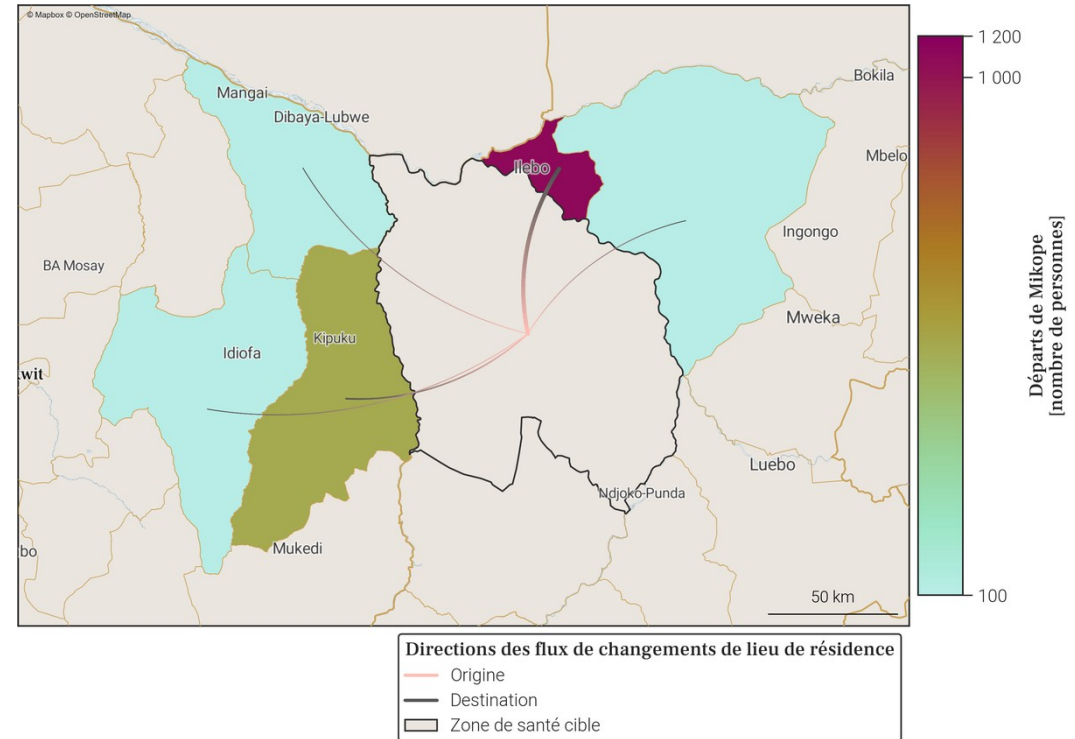 © Mapbox © OpenStreetMap
Mangai
Dibaya-Lubwe
Bokila
Ilebo
Mbelo
Ingongo
BA Mosay
Mweka
Kipuku
Idiofa
wit
Luebo
Ndjoko-Punda
Mukedi
bo
50 km
1 200
1 000
100
Départs de Mikope
[nombre de personnes]
Directions des flux de changements de lieu de résidence
Origine
Destination
Zone de santé cible